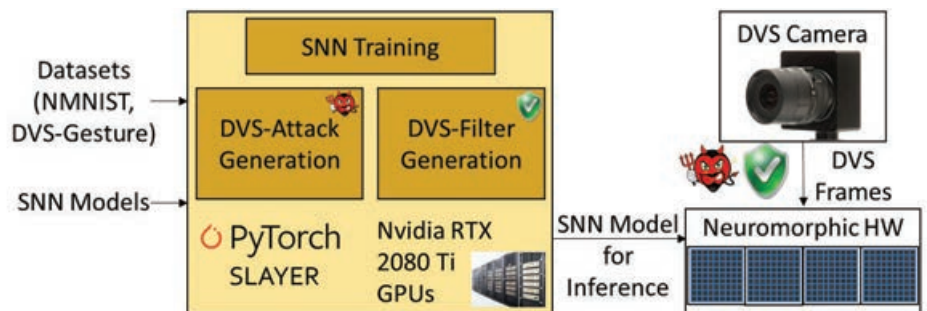 Datasets
(NMNIST,
DVS-Gesture)
SNN Models
SNN Training
DVS-Attack
Generation
DVS-Filter
Generation
PyTorch
SLAYER
Nvidia RTX
2080 Ti
GPUs
SNN Model
for
Inference
DVS Camera
DVS
Frames
Neuromorphic HW